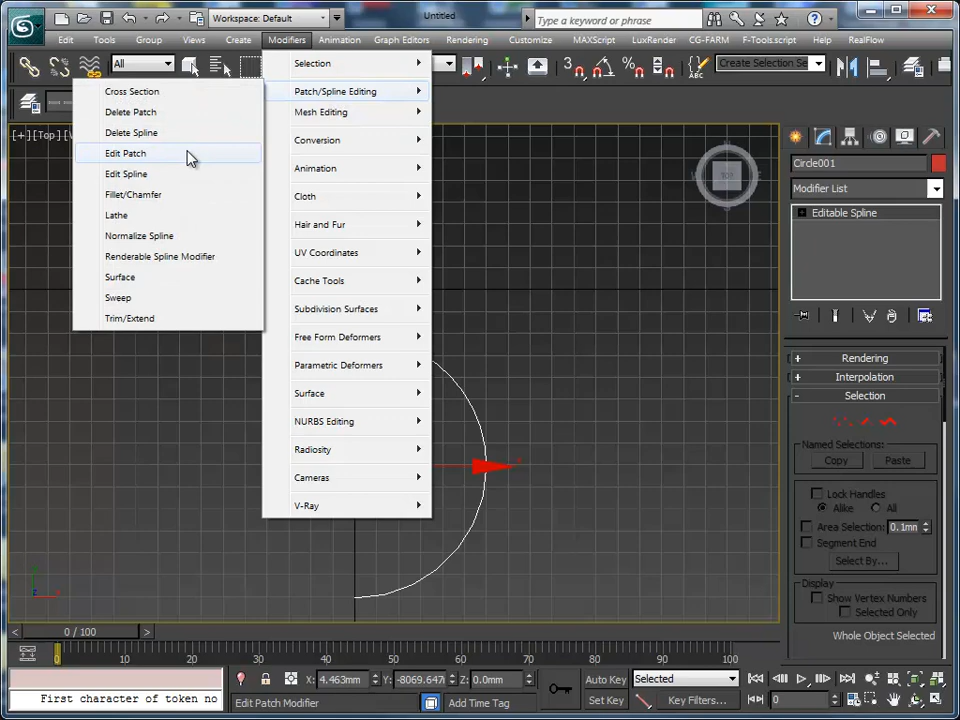 Workspace: Default
Untitled
Type a keyword or phrase
Edit
Tools
Group
Views
Create
Modifiers
Animation
Graph Editors
Rendering
Customize
MAXScript
Help
LuxRender
CG-FARM
F-Tools.script
RealFlow
All
3
Create Selection Se
Selection
Patch/Spline Editing
Mesh Editing
Conversion
Animation
Cloth
Hair and Fur
UV Coordinates
Cache Tools
Subdivision Surfaces
Free Form Deformers
Parametric Deformers
Surface
NURBS Editing
Radiosity
Cameras
V-Ray
Cross Section
Delete Patch
Delete Spline
Edit Patch
Edit Spline
Fillet/Chamfer
Lathe
Normalize Spline
Renderable Spline Modifier
Surface
Sweep
Trim/Extend
[+][Top]
TOP
x
Circle001
Modifier List
Editable Spline
+ Rendering
+ Interpolation
- Selection
Named Selections:
Copy
Paste
Lock Handles
Alike
All
Area Selection: 0.1mm
Segment End
Select By...
Display
Show Vertex Numbers
Selected Only
Whole Object Selected
< 0 / 100 >
0 10 20 30 40 50 60 70 80 90 100
X: 4.463mm
Y: -8069.647
Z: 0.0mm
Auto Key
Selected
Set Key
Key Filters...
0
First character of token no
Edit Patch Modifier
Add Time Tag